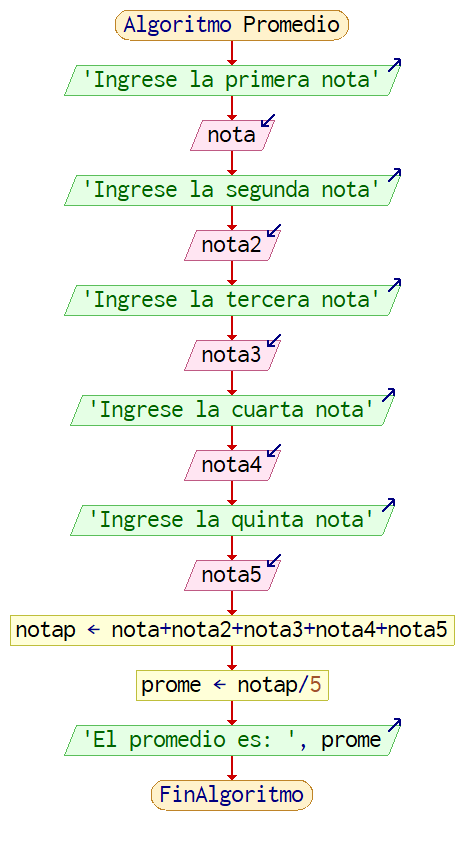 Algoritmo Promedio
'Ingrese la primera nota'
nota
'Ingrese la segunda nota'
nota2
'Ingrese la tercera nota'
nota3
'Ingrese la cuarta nota'
nota4
'Ingrese la quinta nota'
nota5
notap ← nota+nota2+nota3+nota4+nota5
prome ← notap/5
'El promedio es: ', prome
FinAlgoritmo